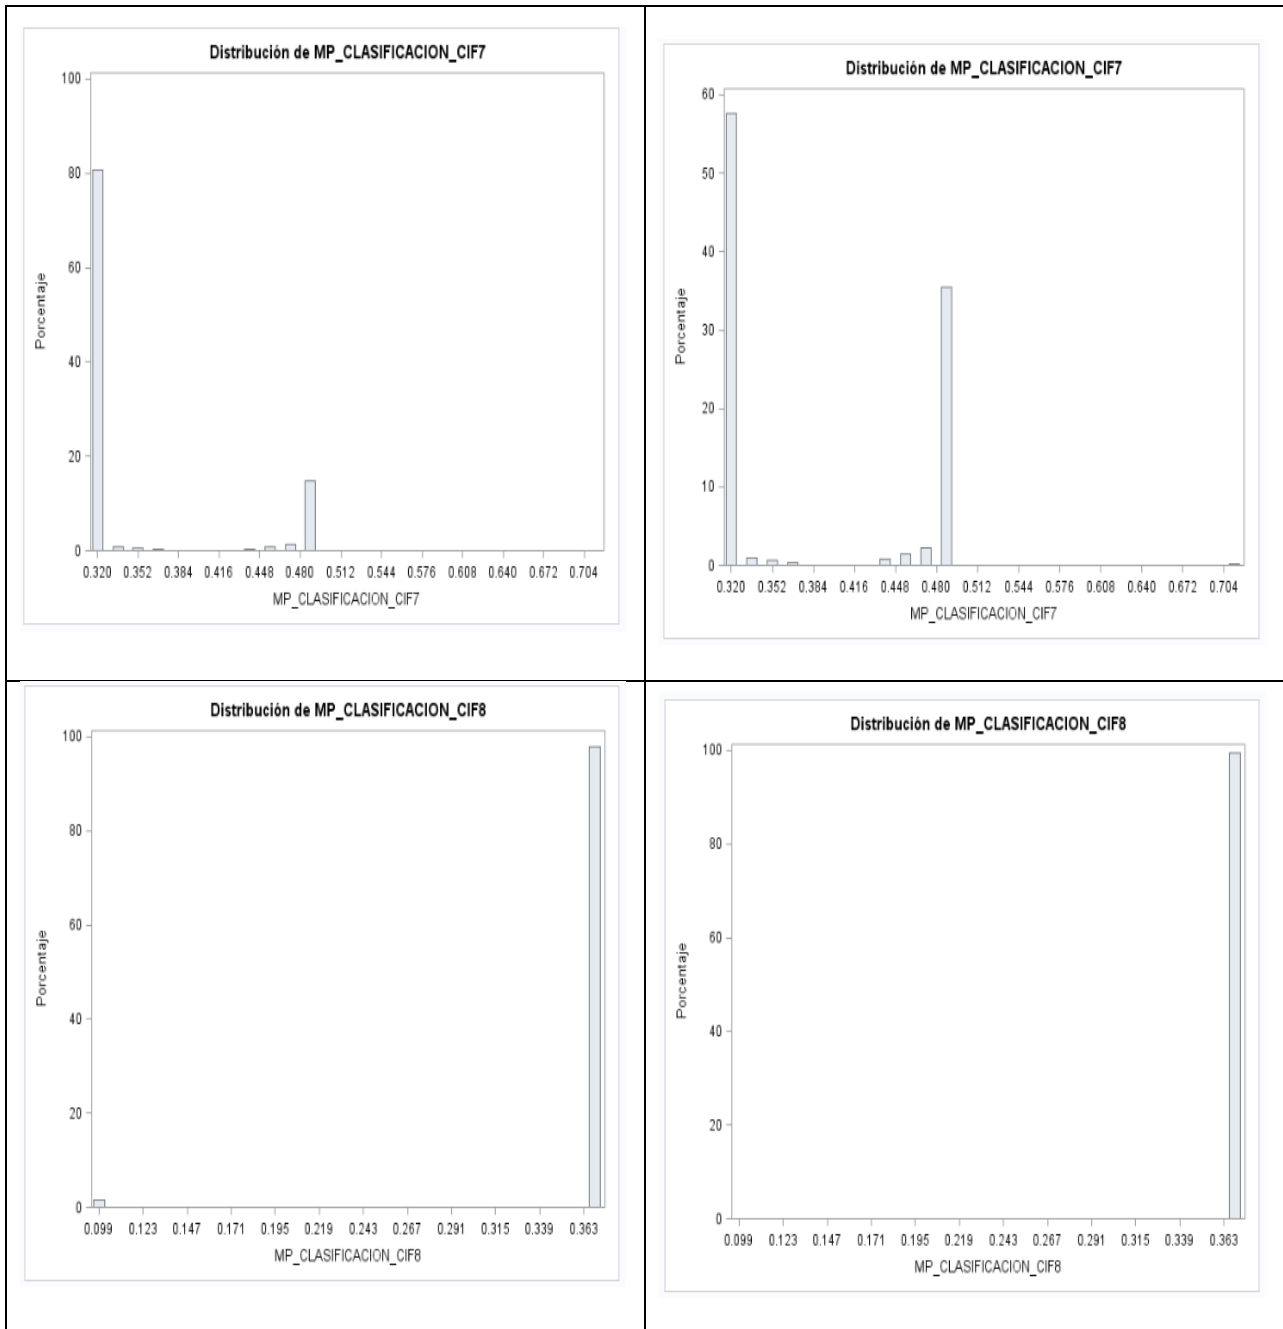 Distribución de MP_CLASIFICACION_CIF7
100
80
60
40
20
0
Porcentaje
0.320 0.352 0.384 0.416 0.448 0.480 0.512 0.544 0.576 0.608 0.640 0.672 0.704
MP_CLASIFICACION_CIF7
Distribución de MP_CLASIFICACION_CIF7
60
50
40
30
20
10
0
Porcentaje
0.320 0.352 0.384 0.416 0.448 0.480 0.512 0.544 0.576 0.608 0.640 0.672 0.704
MP_CLASIFICACION_CIF7
Distribución de MP_CLASIFICACION_CIF8
100
80
60
40
20
0
Porcentaje
0.099 0.123 0.147 0.171 0.195 0.219 0.243 0.267 0.291 0.315 0.339 0.363
MP_CLASIFICACION_CIF8
Distribución de MP_CLASIFICACION_CIF8
100
80
60
40
20
0
Porcentaje
0.099 0.123 0.147 0.171 0.195 0.219 0.243 0.267 0.291 0.315 0.339 0.363
MP_CLASIFICACION_CIF8